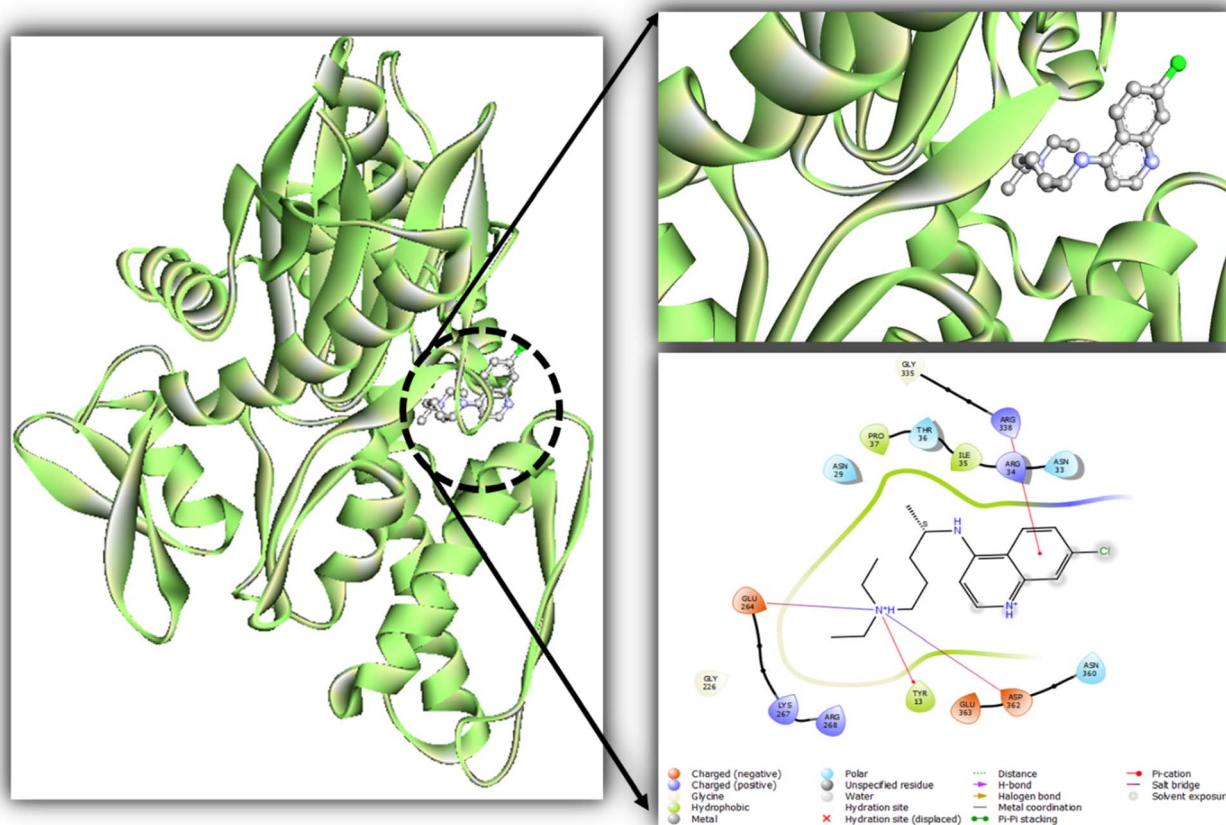 GLY
335
ARG
338
THR
36
PRO
37
ILE
35
ARG
34
ASN
33
ASN
29
S
H
N
Cl
N⁺
H
GLU
264
N⁺H
ASN
360
GLY
226
TYR
13
ASP
362
GLU
363
LYS
267
ARG
268
Charged (negative)
Charged (positive)
Glycine
Hydrophobic
Metal
Polar
Unspecified residue
Water
Hydration site
Hydration site (displaced)
Distance
H-bond
Halogen bond
Metal coordination
Pi-Pi stacking
Pi-cation
Salt bridge
Solvent exposur